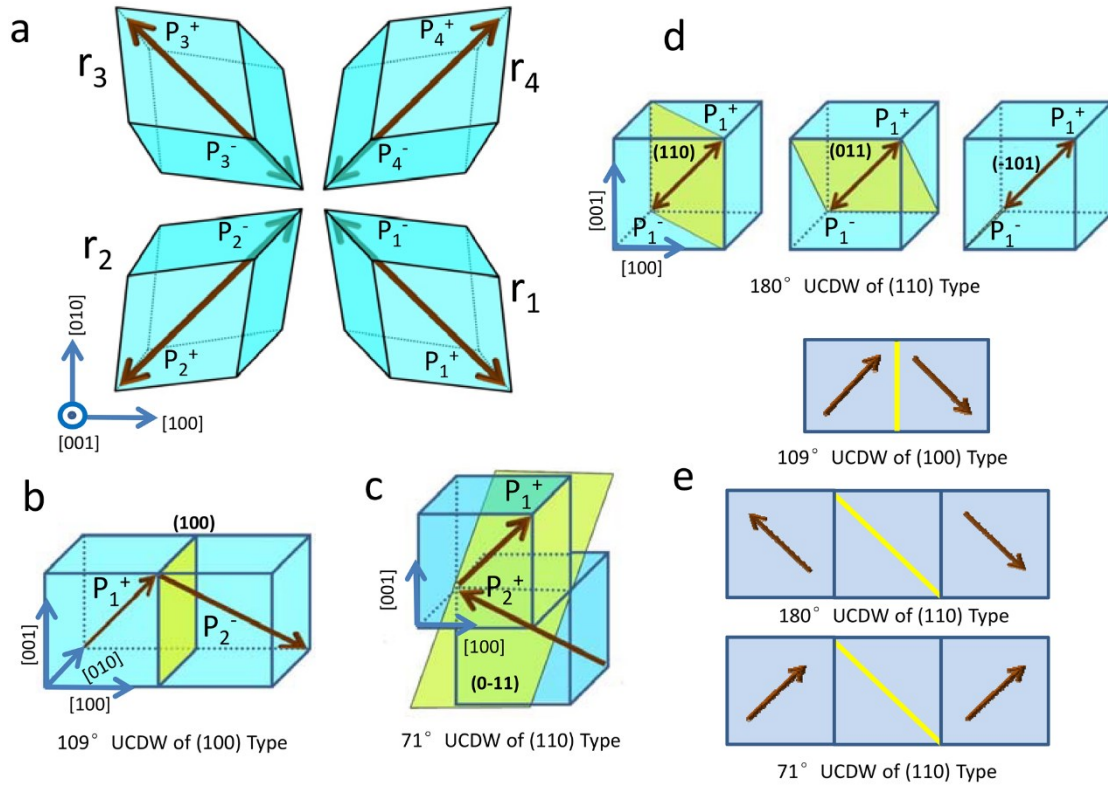 a
P₃⁺
P₄⁺
r₃
r₄
P₃⁻
P₄⁻
P₂⁻
P₁⁻
r₂
r₁
P₂⁺
P₁⁺
[010]
[100]
[001]
b
(100)
P₁⁺
P₂⁻
[001]
[010]
[100]
109° UCDW of (100) Type
c
P₁⁺
P₂⁺
[001]
[100]
(0-11)
71° UCDW of (110) Type
d
P₁⁺
P₁⁺
P₁⁺
(110)
(011)
(-101)
[001]
P₁⁻
P₁⁻
P₁⁻
[100]
180° UCDW of (110) Type
109° UCDW of (100) Type
e
180° UCDW of (110) Type
71° UCDW of (110) Type